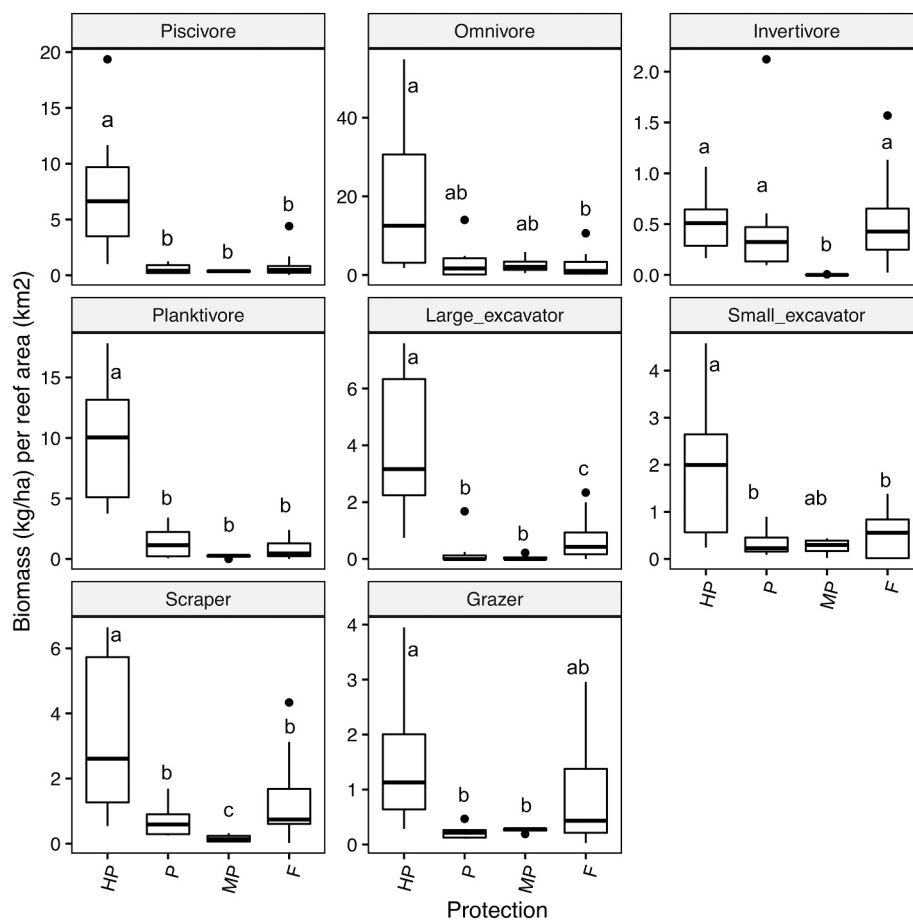 Piscivore
Omnivore
Invertivore
20
15
10
5
0
a
b
b
b
40
20
0
a
ab
ab
b
2.0
1.5
1.0
0.5
0.0
a
a
b
a
Planktivore
Large_excavator
Small_excavator
15
10
5
0
a
b
b
b
6
4
2
0
a
b
b
c
4
3
2
1
0
a
b
ab
b
HP
P
MP
F
Scraper
Grazer
6
4
2
0
a
b
c
b
4
3
2
1
0
a
b
b
ab
HP
P
MP
F
HP
P
MP
F
Biomass (kg/ha) per reef area (km2)
Protection